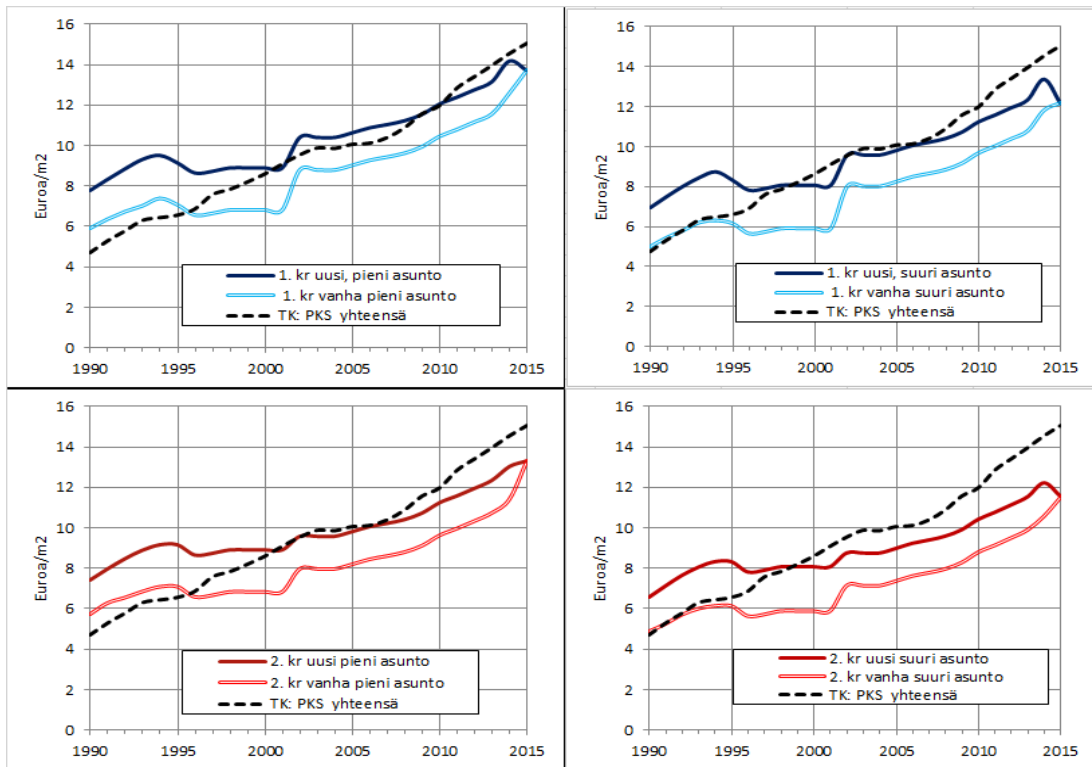 16
14
12
10
8
6
4
2
0
Euroa/m2
1. kr uusi, pieni asunto
1. kr vanha pieni asunto
TK: PKS yhteensä
1990 1995 2000 2005 2010 2015
16
14
12
10
8
6
4
2
0
Euroa/m2
1. kr uusi, suuri asunto
1. kr vanha suuri asunto
TK: PKS yhteensä
1990 1995 2000 2005 2010 2015
16
14
12
10
8
6
4
2
0
Euroa/m2
2. kr uusi pieni asunto
2. kr vanha pieni asunto
TK: PKS yhteensä
1990 1995 2000 2005 2010 2015
16
14
12
10
8
6
4
2
0
Euroa/m2
2. kr uusi suuri asunto
2. kr vanha suuri asunto
TK: PKS yhteensä
1990 1995 2000 2005 2010 2015